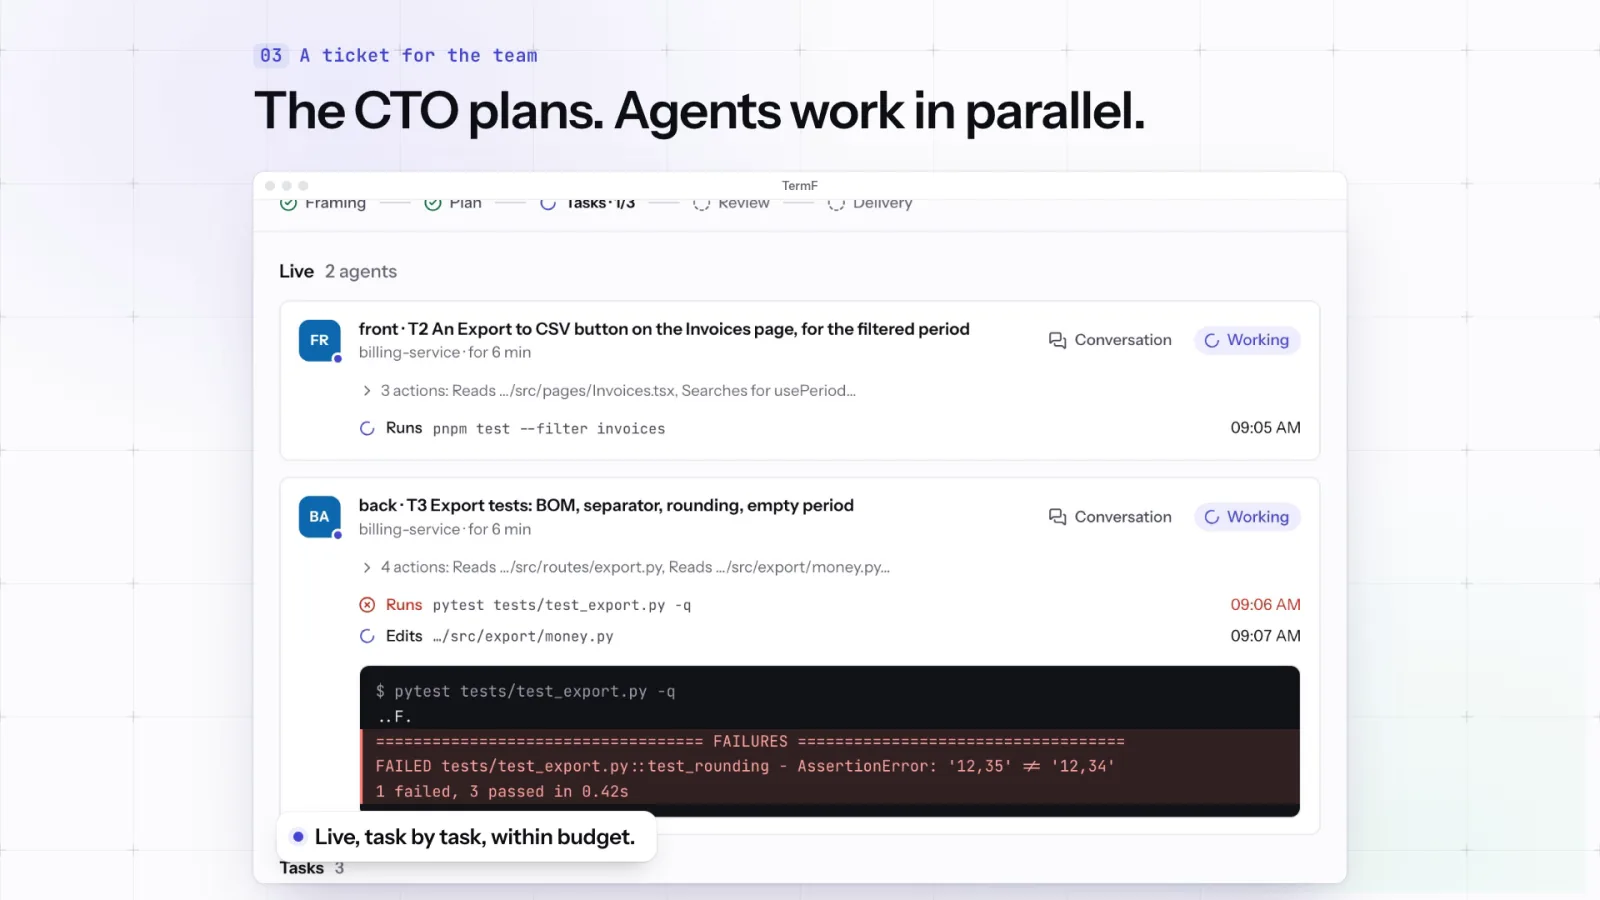 03 A ticket for the team
The CTO plans. Agents work in parallel.
TermF
Framing Plan Tasks · 1/3 Review Delivery
Live 2 agents
FR
front · T2 An Export to CSV button on the Invoices page, for the filtered period
billing-service · for 6 min
Conversation Working
3 actions: Reads …/src/pages/Invoices.tsx, Searches for usePeriod…
Runs pnpm test --filter invoices 09:05 AM
BA
back · T3 Export tests: BOM, separator, rounding, empty period
billing-service · for 6 min
Conversation Working
4 actions: Reads …/src/routes/export.py, Reads …/src/export/money.py…
Runs pytest tests/test_export.py -q 09:06 AM
Edits …/src/export/money.py 09:07 AM
$ pytest tests/test_export.py -q
..F.
=================================== FAILURES ===================================
FAILED tests/test_export.py::test_rounding - AssertionError: '12,35' != '12,34'
1 failed, 3 passed in 0.42s
Live, task by task, within budget.
Tasks 3